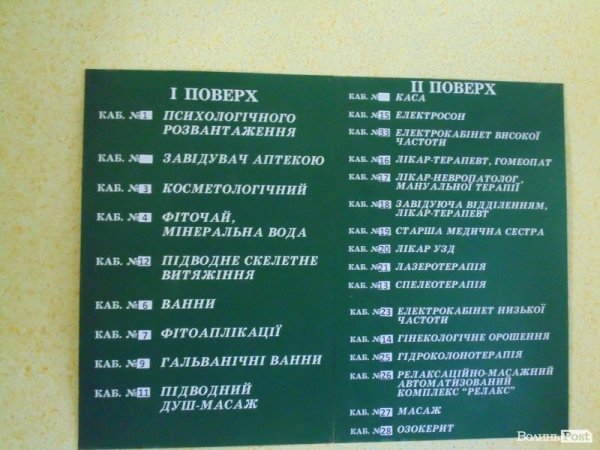 І ПОВЕРХ
КАБ. №1 ПСИХОЛОГІЧНОГО
РОЗВАНТАЖЕННЯ
КАБ. № ЗАВІДУВАЧ АПТЕКОЮ
КАБ. №3 КОСМЕТОЛОГІЧНИЙ
КАБ. №4 ФІТОЧАЙ,
МІНЕРАЛЬНА ВОДА
КАБ. №12 ПІДВОДНЕ СКЕЛЕТНЕ
ВИТЯЖІННЯ
КАБ. №6 ВАННИ
КАБ. №7 ФІТОАПЛІКАЦІЇ
КАБ. №9 ГАЛЬВАНІЧНІ ВАННИ
КАБ. №11 ПІДВОДНИЙ
ДУШ-МАСАЖ
ІІ ПОВЕРХ
КАБ. № КАСА
КАБ. №15 ЕЛЕКТРОСОН
КАБ. №33 ЕЛЕКТРОКАБІНЕТ ВИСОКОЇ
ЧАСТОТИ
КАБ. №16 ЛІКАР-ТЕРАПЕВТ, ГОМЕОПАТ
КАБ. №17 ЛІКАР-НЕВРОПАТОЛОГ,
МАНУАЛЬНОЇ ТЕРАПІЇ
КАБ. №18 ЗАВІДУЮЧА ВІДДІЛЕННЯМ,
ЛІКАР-ТЕРАПЕВТ
КАБ. №19 СТАРША МЕДИЧНА СЕСТРА
КАБ. №20 ЛІКАР УЗД
КАБ. №21 ЛАЗЕРОТЕРАПІЯ
КАБ. №13 СПЕЛЕОТЕРАПІЯ
КАБ. №23 ЕЛЕКТРОКАБІНЕТ НИЗЬКОЇ
ЧАСТОТИ
КАБ. №14 ГІНЕКОЛОГІЧНЕ ОРОШЕННЯ
КАБ. №25 ГІДРОКОЛОНОТЕРАПІЯ
КАБ. №26 РЕЛАКСАЦІЙНО-МАСАЖНИЙ
АВТОМАТИЗОВАНИЙ
КОМПЛЕКС "РЕЛАКС"
КАБ. №27 МАСАЖ
КАБ. №28 ОЗОКЕРИТ
ВолиньPost